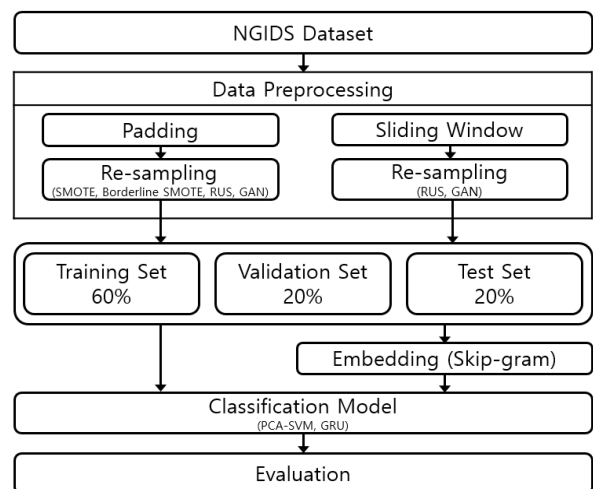 NGIDS Dataset
Data Preprocessing
Padding
Sliding Window
Re-sampling
(SMOTE, Borderline SMOTE, RUS, GAN)
Re-sampling
(RUS, GAN)
Training Set
60%
Validation Set
20%
Test Set
20%
Embedding (Skip-gram)
Classification Model
(PCA-SVM, GRU)
Evaluation